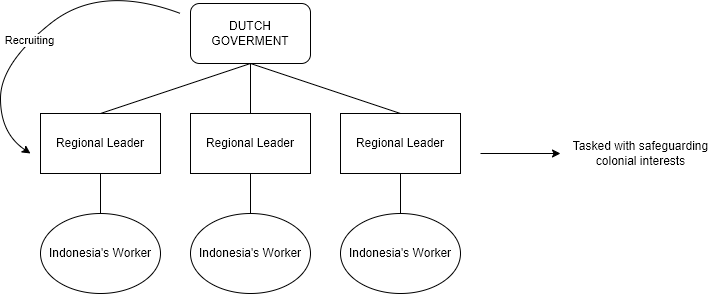 DUTCH
GOVERMENT
Recruiting
Regional Leader
Regional Leader
Regional Leader
Tasked with safeguarding
colonial interests
Indonesia's Worker
Indonesia's Worker
Indonesia's Worker